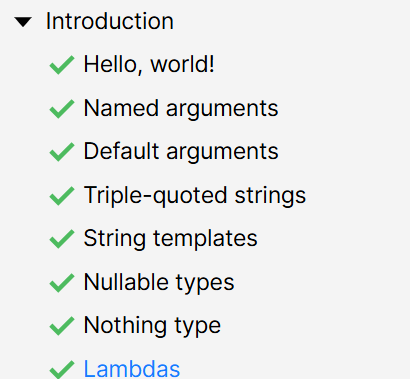 Introduction
Hello, world!
Named arguments
Default arguments
Triple-quoted strings
String templates
Nullable types
Nothing type
Lambdas